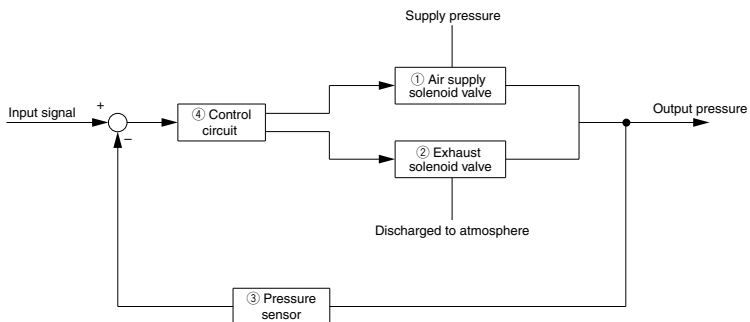 Supply pressure
① Air supply
solenoid valve
Input signal
+
−
④ Control
circuit
Output pressure
② Exhaust
solenoid valve
Discharged to atmosphere
③ Pressure
sensor